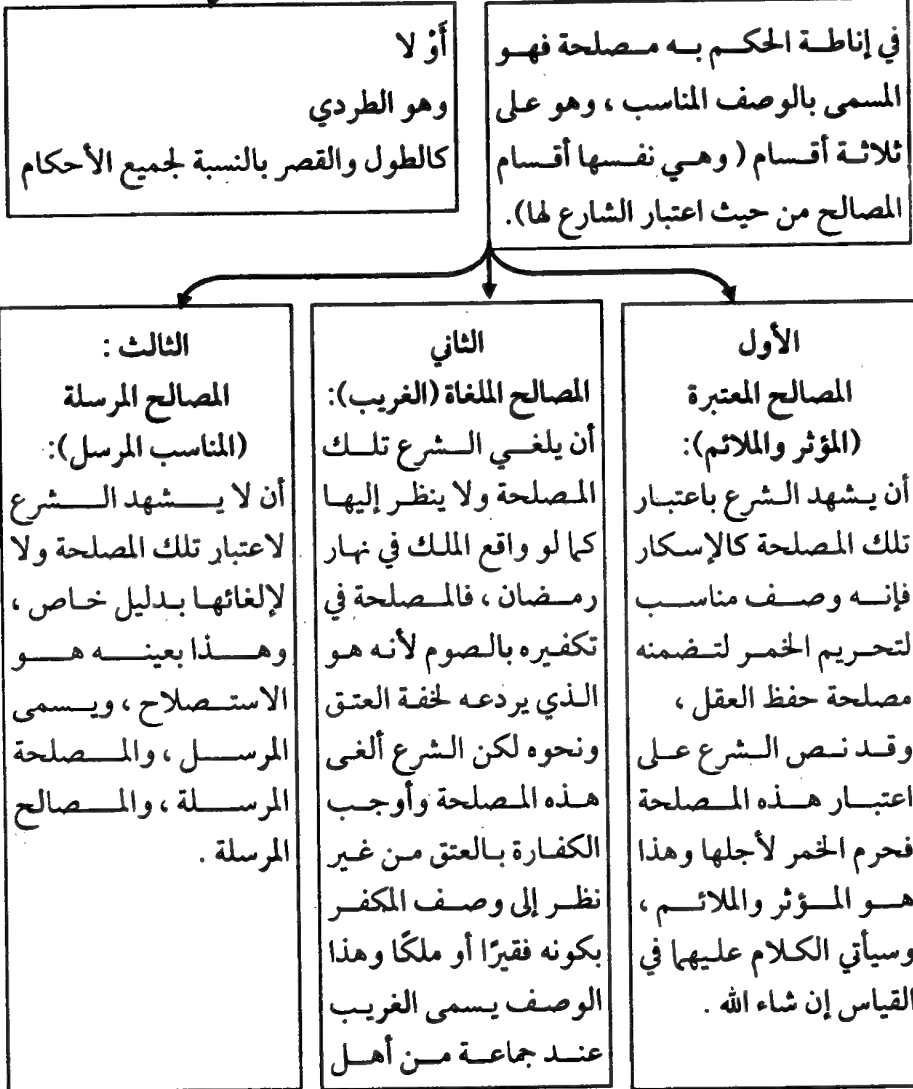 في إناطة الحكم به مصلحة فهو
المسمى بالوصف المناسب ، وهو على
ثلاثة أقسام ( وهي نفسها أقسام
المصالح من حيث اعتبار الشارع لها).
أَوْ لا
وهو الطردي
كالطول والقصر بالنسبة لجميع الأحكام
الأول
المصالح المعتبرة
(المؤثر والملائم):
أن يشهد الشرع باعتبار
تلك المصلحة كالإسكار
فإنه وصف مناسب
لتحريم الخمر لتضمنه
مصلحة حفظ العقل ،
وقد نص الشرع على
اعتبار هذه المصلحة
فحرم الخمر لأجلها وهذا
هو المؤثر والملائم ،
وسيأتي الكلام عليهما في
القياس إن شاء الله .
الثاني
المصالح الملغاة (الغريب):
أن يلغي الشرع تلك
المصلحة ولا ينظر إليها
كما لو واقع الملك في نهار
رمضان ، فالمصلحة في
تكفيره بالصوم لأنه هو
الذي يردعه لخفة العتق
ونحوه لكن الشرع ألغى
هذه المصلحة وأوجب
الكفارة بالعتق من غير
نظر إلى وصف المكفر
بكونه فقيرًا أو ملكًا وهذا
الوصف يسمى الغريب
عند جماعة من أهل
الثالث :
المصالح المرسلة
(المناسب المرسل):
أن لا يشهد الشرع
لاعتبار تلك المصلحة ولا
لإلغائها بدليل خاص ،
وهذا بعينه هو
الاستصلاح ، ويسمى
المرسل ، والمصلحة
المرسلة ، والمصالح
المرسلة .